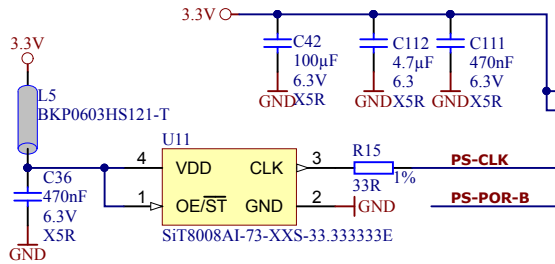 3.3V
3.3V
C42
100µF
6.3V
X5R
GND
C112
4.7µF
6.3
X5R
GND
C111
470nF
6.3V
X5R
GND
L5
BKP0603HS121-T
U11
4 VDD CLK 3
1 OE/ST GND 2
SiT8008AI-73-XXS-33.333333E
R15
33R
1%
PS-CLK
PS-POR-B
GND
C36
470nF
6.3V
X5R
GND